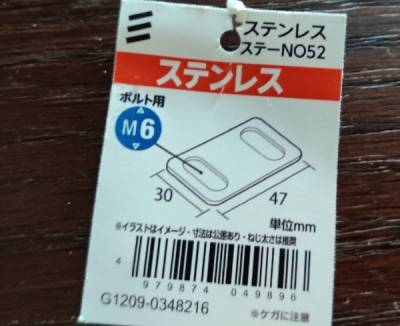 ステンレス
ステーNO52
ステンレス
ボルト用
M6
30
47
単位mm
※イラストはイメージ・寸法は公差あり・ねじ太さは推奨
4 979874 049896
G1209-0348216
※ケガに注意